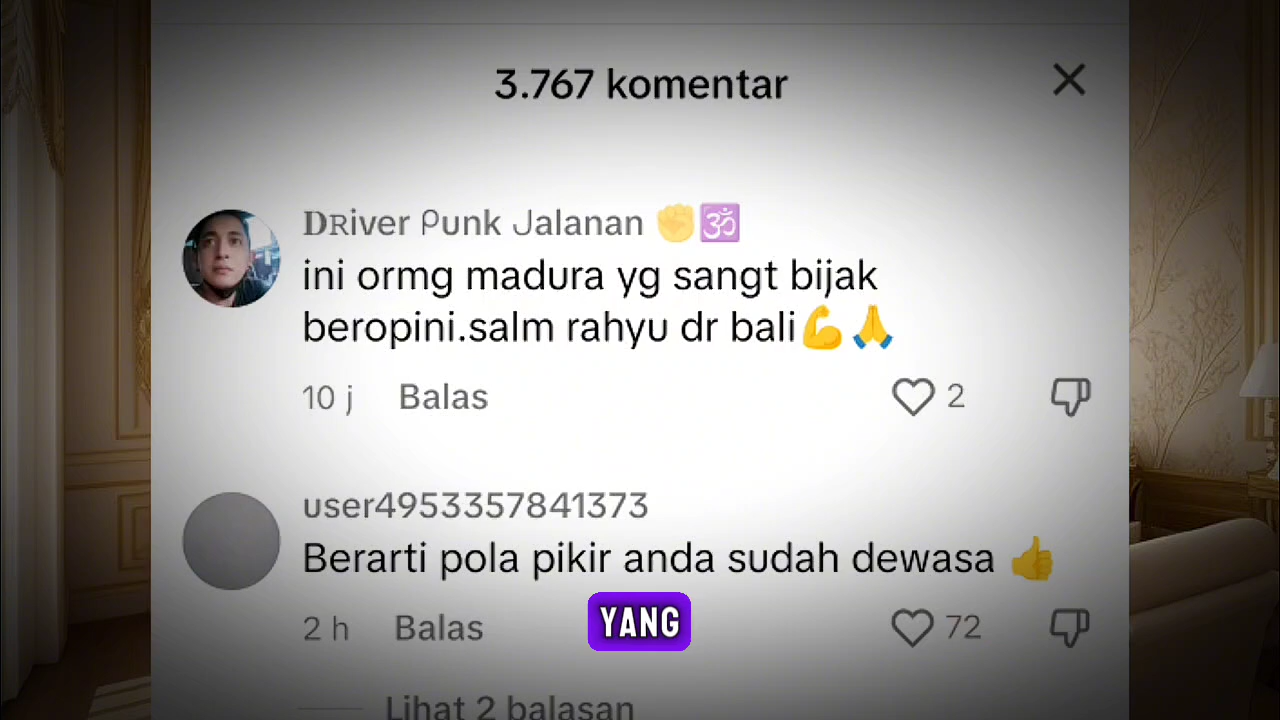 3.767 komentar
DRiver Punk Jalanan ✊🕉️
ini ormg madura yg sangt bijak
beropini.salm rahyu dr bali💪🙏
10 j Balas 2
user4953357841373
Berarti pola pikir anda sudah dewasa 👍
2 h Balas 72
YANG
Lihat 2 balasan